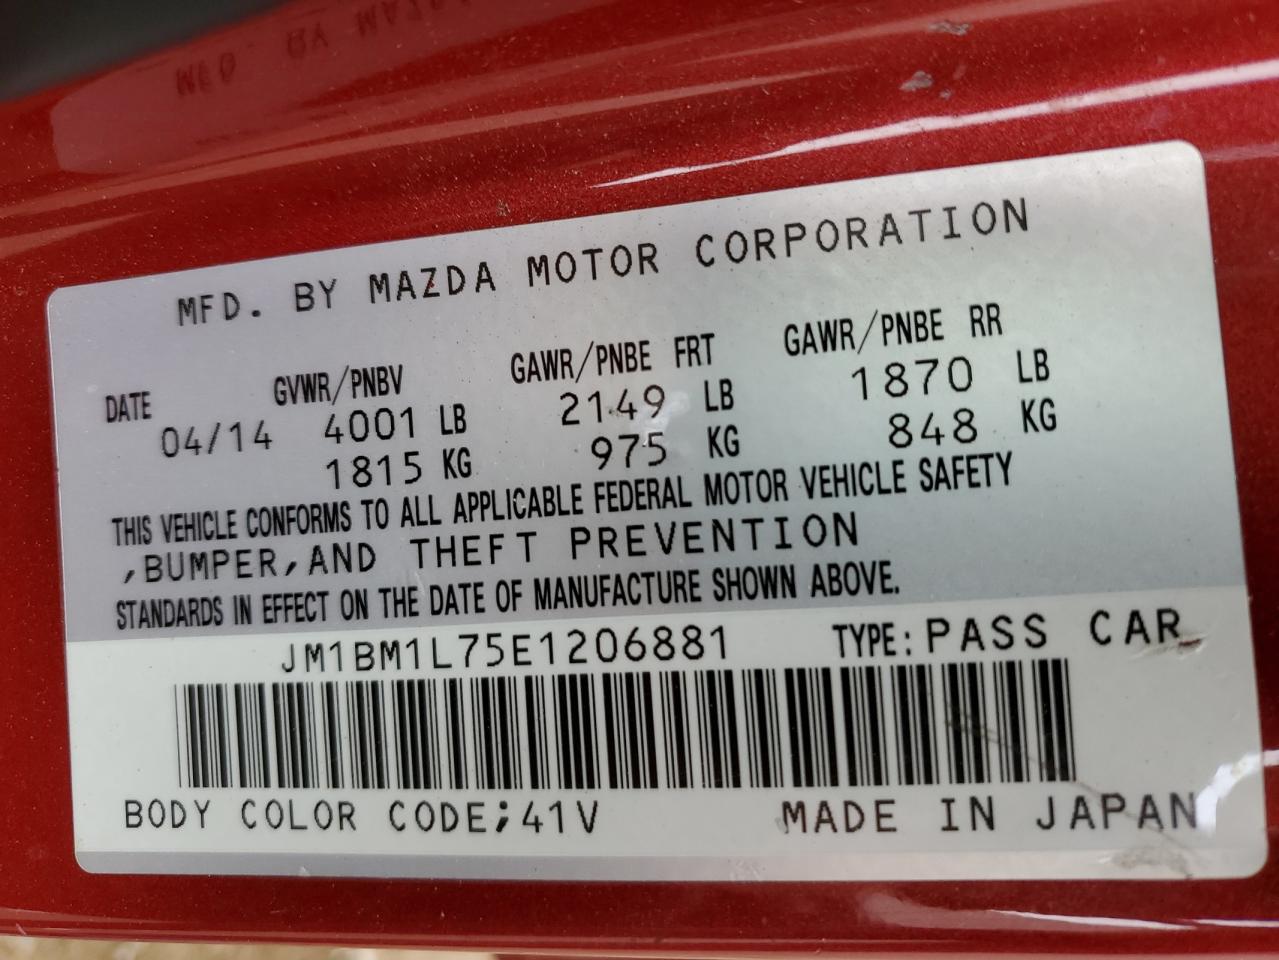 MFD. BY MAZDA MOTOR CORPORATION
DATE GVWR/PNBV GAWR/PNBE FRT GAWR/PNBE RR
04/14 4001 LB 2149 LB 1870 LB
1815 KG 975 KG 848 KG
THIS VEHICLE CONFORMS TO ALL APPLICABLE FEDERAL MOTOR VEHICLE SAFETY
,BUMPER,AND THEFT PREVENTION
STANDARDS IN EFFECT ON THE DATE OF MANUFACTURE SHOWN ABOVE.
JM1BM1L75E1206881 TYPE: PASS CAR
BODY COLOR CODE;41V MADE IN JAPAN